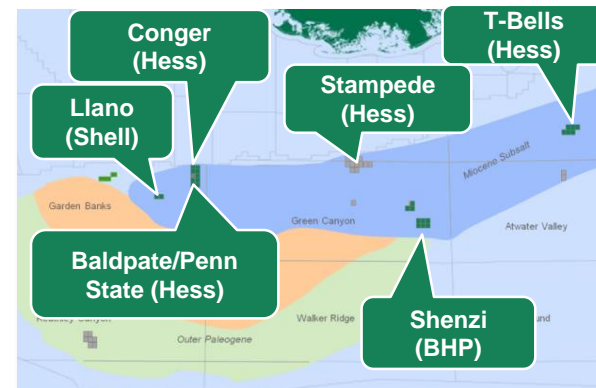 Conger
(Hess)
T-Bells
(Hess)
Stampede
(Hess)
Llano
(Shell)
Miocene Subsalt
Garden Banks
Green Canyon
Atwater Valley
Baldpate/Penn
State (Hess)
Shenzi
(BHP)
Walker Ridge
Outer Paleogene